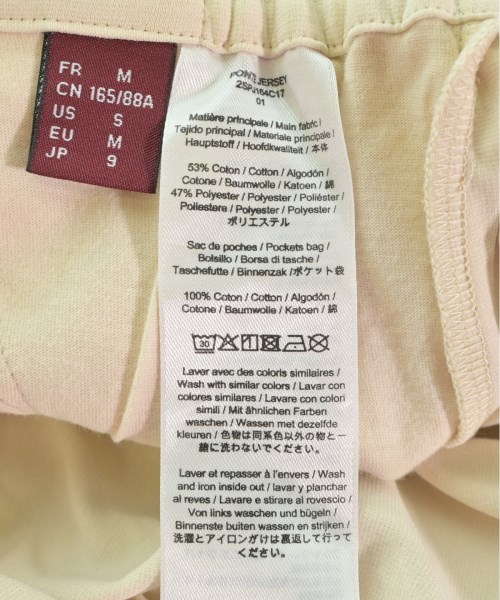 FR M
CN 165/88A
US S
EU M
JP 9
PONTE JERSEY
2SPJ164C17
01
Matière principale / Main fabric /
Tejido principal / Materiale principale /
Hauptstoff / Hoofdkwaliteit / 本体
53% Coton / Cotton / Algodón /
Cotone / Baumwolle / Katoen / 綿
47% Polyester / Polyester / Poliéster /
Poliestere / Polyester / Polyester /
ポリエステル
Sac de poches / Pockets bag /
Bolsillo / Borsa di tasche /
Taschefutte / Binnenzak / ポケット袋
100% Coton / Cotton / Algodón /
Cotone / Baumwolle / Katoen / 綿
30
Laver avec des coloris similaires /
Wash with similar colors / Lavar con
colores similares / Lavare con colori
simili / Mit ähnlichen Farben
waschen / Wassen met dezelfde
kleuren / 色物は同系色以外の物と一
緒に洗わないでください。
Laver et repasser à l'envers / Wash
and iron inside out / lavar y planchar
al reves / Lavare e stirare al rovescio /
Von links waschen und bügeln /
Binnenste buiten wassen en strijken /
洗濯とアイロンがけは裏返して行って
ください。